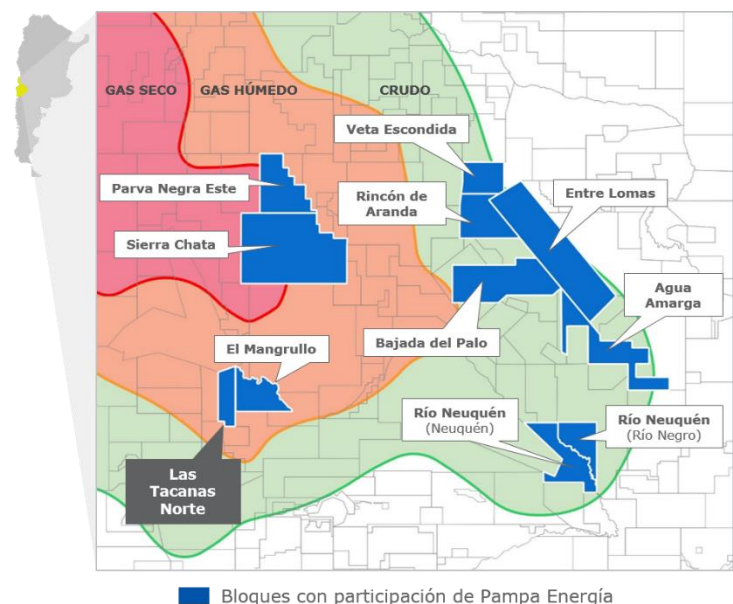 GAS SECO
GAS HÚMEDO
CRUDO
Veta Escondida
Parva Negra Este
Rincón de
Aranda
Entre Lomas
Sierra Chata
Agua
Amarga
El Mangrullo
Bajada del Palo
Río Neuquén
(Neuquén)
Río Neuquén
(Río Negro)
Las
Tacanas
Norte
Bloques con participación de Pampa Energía